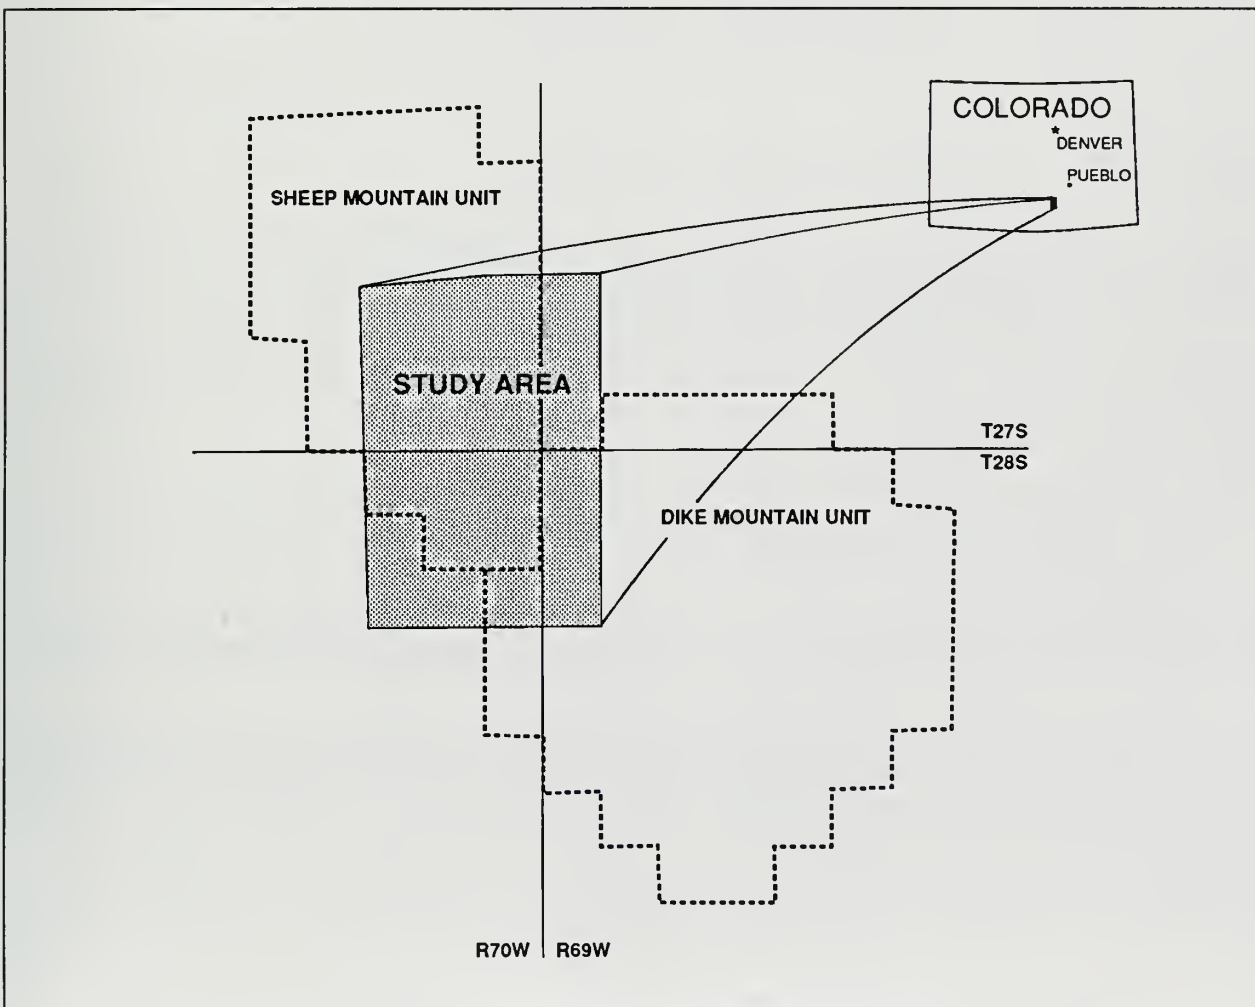 COLORADO
*DENVER
PUEBLO
SHEEP MOUNTAIN UNIT
STUDY AREA
T27S
T28S
DIKE MOUNTAIN UNIT
R70W R69W